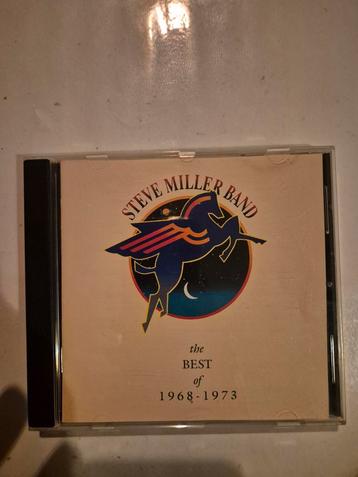 STEVE MILLER BAND
the
BEST
of
1968-1973